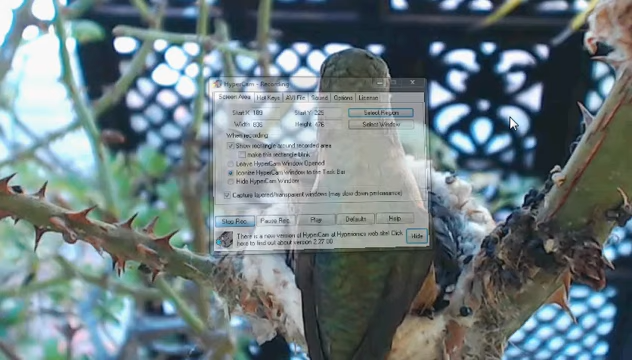 HyperCam - Recording
Screen Area Hot Keys AVI File Sound Options License
Start X: 189 Start Y: 225 Select Region
Width: 836 Height: 476 Select Window
When recording:
Show rectangle around recorded area
make this rectangle blink
Leave HyperCam Window Opened
Iconize HyperCam Window to the Task Bar
Hide HyperCam Window
Capture layered/transparent windows (may slow down performance)
Stop Rec. Pause Rec. Play Defaults Help
There is a new version of HyperCam at Hyperionics web site! Click
here to find out about version 2.27.00
Hide